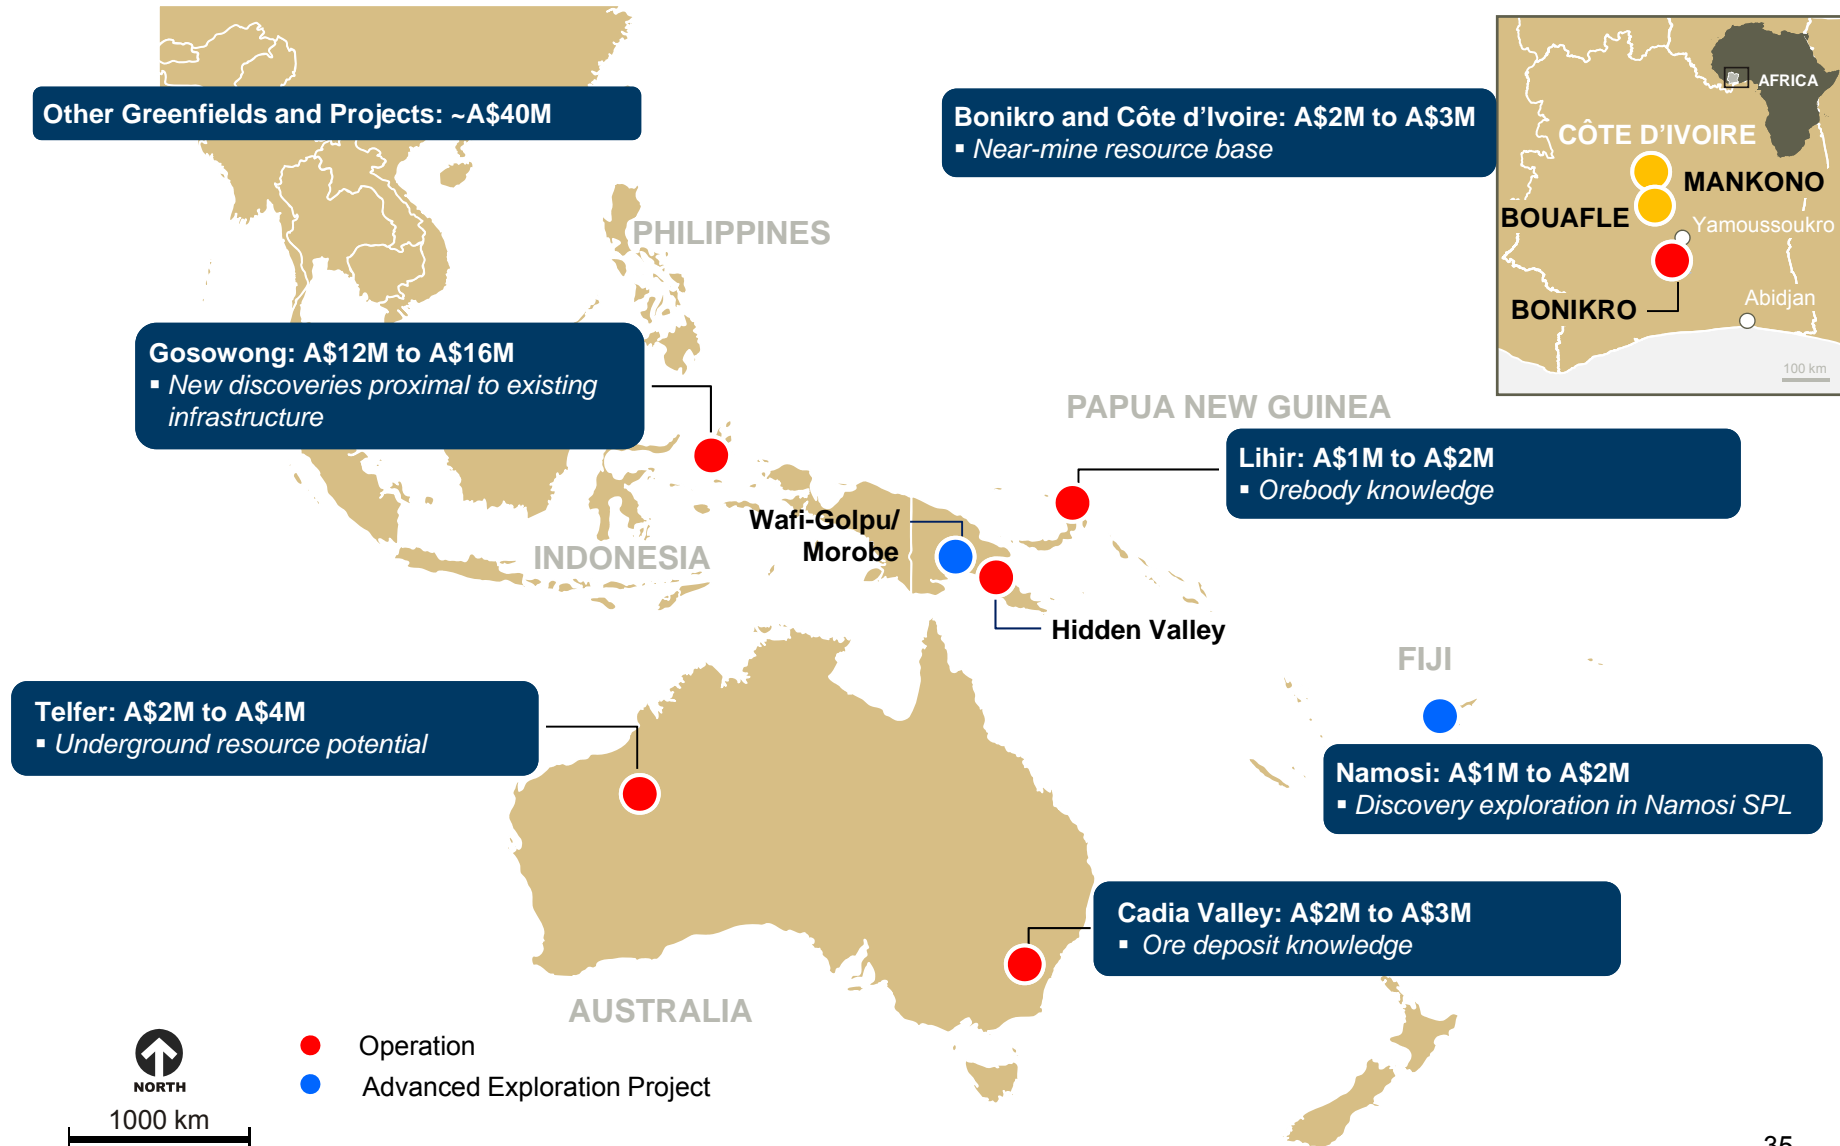 Other Greenfields and Projects: ~A$40M
Bonikro and Côte d'Ivoire: A$2M to A$3M
▪ Near-mine resource base
AFRICA
CÔTE D'IVOIRE
MANKONO
BOUAFLE
Yamoussoukro
BONIKRO
Abidjan
100 km
PHILIPPINES
Gosowong: A$12M to A$16M
▪ New discoveries proximal to existing
infrastructure
PAPUA NEW GUINEA
Lihir: A$1M to A$2M
▪ Orebody knowledge
Wafi-Golpu/
Morobe
INDONESIA
Hidden Valley
FIJI
Telfer: A$2M to A$4M
▪ Underground resource potential
Namosi: A$1M to A$2M
▪ Discovery exploration in Namosi SPL
Cadia Valley: A$2M to A$3M
▪ Ore deposit knowledge
AUSTRALIA
NORTH
1000 km
Operation
Advanced Exploration Project
35